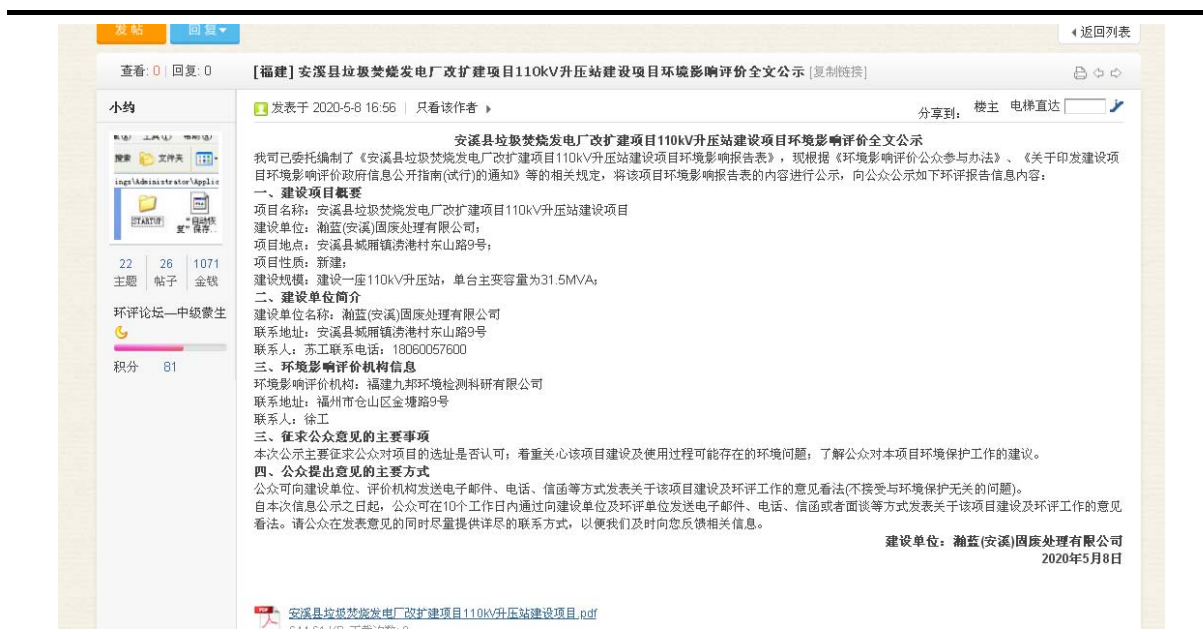 发帖 回复
返回列表
查看: 0 | 回复: 0
[福建] 安溪县垃圾焚烧发电厂改扩建项目110kV升压站建设项目环境影响评价全文公示 [复制链接]
小约
发表于 2020-5-8 16:56 | 只看该作者
分享到: 楼主 电梯直达
搜索 文件夹
ings\Administrator\Applic
STARTUP
22 26 1071
主题 帖子 金钱
环评论坛—中级蒙生
积分 81
安溪县垃圾焚烧发电厂改扩建项目110kV升压站建设项目环境影响评价全文公示
我司已委托编制了《安溪县垃圾焚烧发电厂改扩建项目110kV升压站建设项目环境影响报告表》，现根据《环境影响评价公众参与办法》、《关于印发建设项
目环境影响评价政府信息公开指南(试行)的通知》等的相关规定，将该项目环境影响报告表的内容进行公示，向公众公示如下环评报告信息内容:
一、建设项目概要
项目名称: 安溪县垃圾焚烧发电厂改扩建项目110kV升压站建设项目
建设单位: 瀚蓝(安溪)固废处理有限公司;
项目地点: 安溪县城厢镇涝港村东山路9号;
项目性质: 新建;
建设规模: 建设一座110kV升压站，单台主变容量为31.5MVA;
二、建设单位简介
建设单位名称: 瀚蓝(安溪)固废处理有限公司
联系地址: 安溪县城厢镇涝港村东山路9号
联系人: 苏工联系电话: 18060057600
三、环境影响评价机构信息
环境影响评价机构: 福建九邦环境检测科研有限公司
联系地址: 福州市仓山区金塘路9号
联系人: 徐工
三、征求公众意见的主要事项
本次公示主要征求公众对项目的选址是否认可; 着重关心该项目建设及使用过程可能存在的环境问题; 了解公众对本项目环境保护工作的建议。
四、公众提出意见的主要方式
公众可向建设单位、评价机构发送电子邮件、电话、信函等方式发表关于该项目建设及环评工作的意见看法(不接受与环境保护无关的问题)。
自本次信息公示之日起，公众可在10个工作日内通过向建设单位及环评单位发送电子邮件、电话、信函或者面谈等方式发表关于该项目建设及环评工作的意见
看法。请公众在发表意见的同时尽量提供详尽的联系方式，以便我们及时向您反馈相关信息。
建设单位: 瀚蓝(安溪)固废处理有限公司
2020年5月8日
安溪县垃圾焚烧发电厂改扩建项目110kV升压站建设项目.pdf